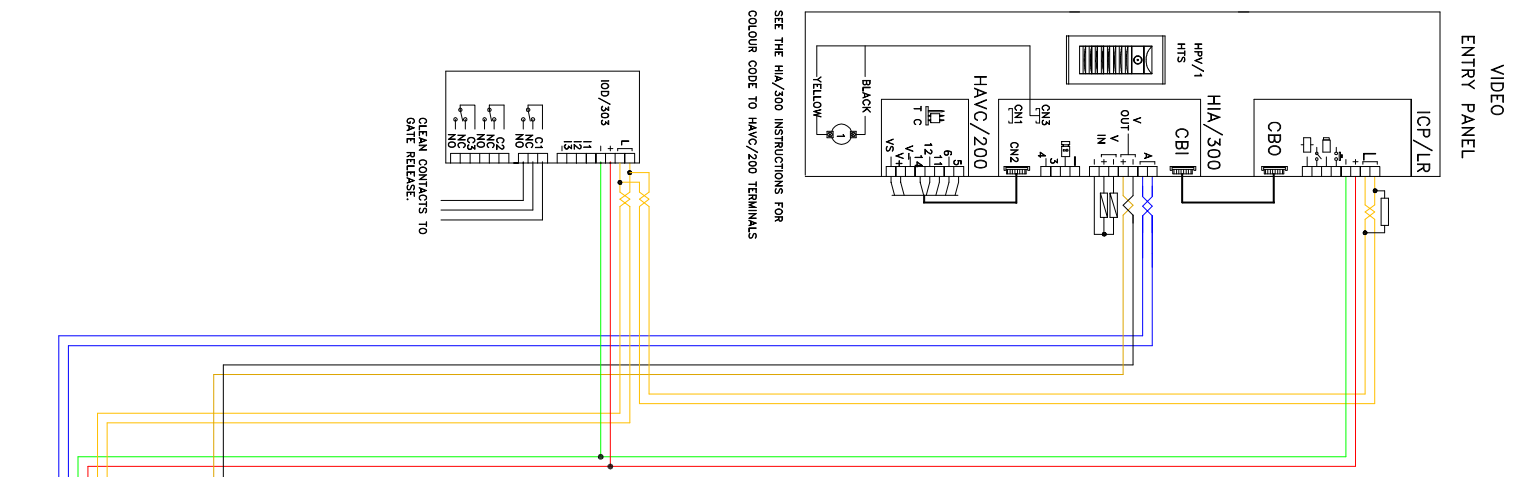 VIDEO
ENTRY PANEL
ICP/LR
CBO
L
+
-
HPV/1
HTS
HIA/300
CBI
A
V
OUT
+
-
V
IN
+
-
3
4
CN3
CN1
CN2
HAVC/200
T C
5
6
11
12
14
V-
V+
VS
BLACK
YELLOW
1
SEE THE HIA/300 INSTRUCTIONS FOR
COLOUR CODE TO HAVC/200 TERMINALS
IOD/303
L
+
-
I1
I2
I3
C1
NC
NO
C2
NC
NO
C3
NC
NO
CLEAN CONTACTS TO
GATE RELEASE.